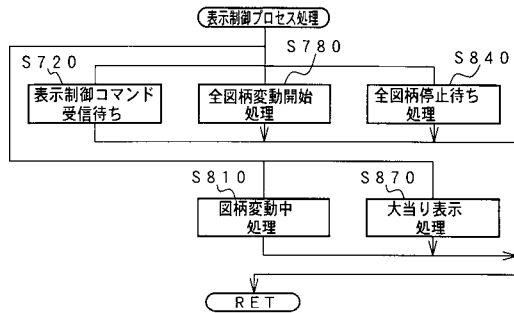 表示制御プロセス処理
S720
S780
S840
表示制御コマンド
受信待ち
全図柄変動開始
処理
全図柄停止待ち
処理
S810
S870
図柄変動中
処理
大当り表示
処理
RET